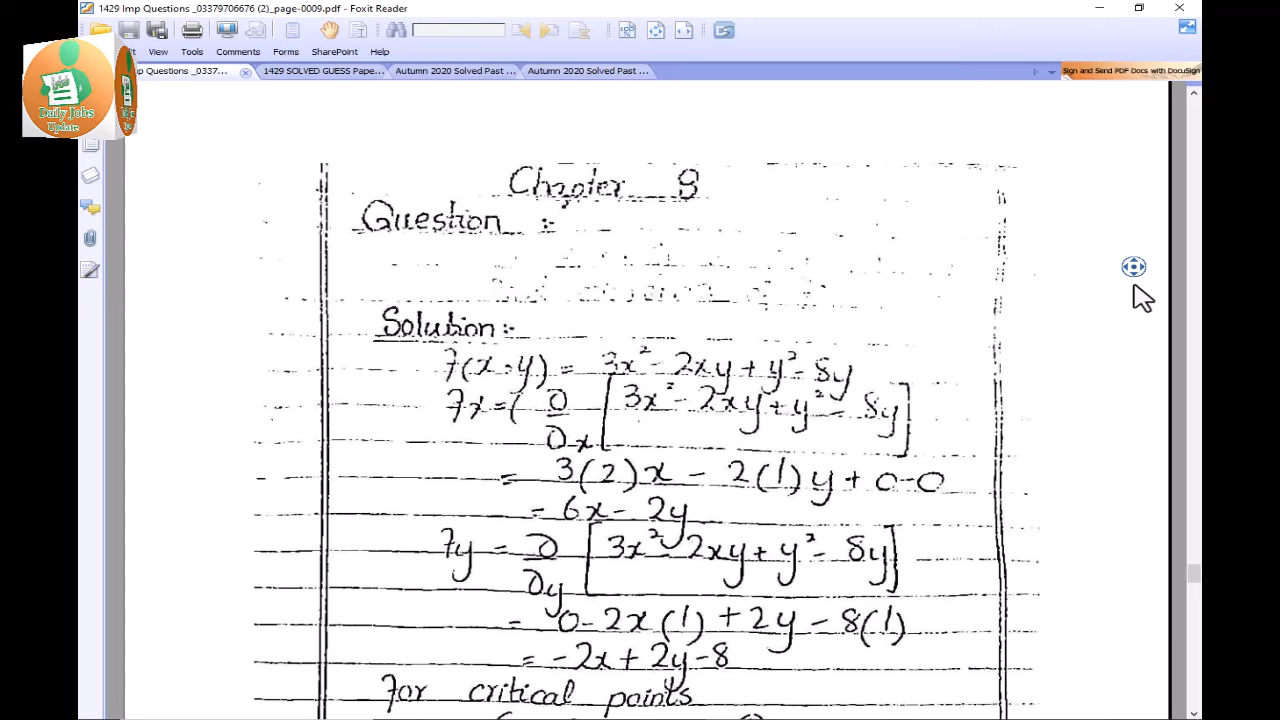 1429 Imp Questions _03379706676 (2)_page-0009.pdf - Foxit Reader
View Tools Comments Forms SharePoint Help
Imp Questions _0337... 1429 SOLVED GUESS Pape... Autumn 2020 Solved Past ... Autumn 2020 Solved Past ... Sign and Send PDF Docs with DocuSign
Daily Jobs
Update
Chapter 8
Question :-
Solution:-
f(x,y) = 3x² - 2xy + y² - 8y
fx = ( ∂/∂x [3x² - 2xy + y² - 8y]
= 3(2)x - 2(1)y + 0-0
= 6x - 2y
fy = ∂/∂y [3x² - 2xy + y² - 8y]
= 0 - 2x(1) + 2y - 8(1)
= -2x + 2y - 8
For critical points